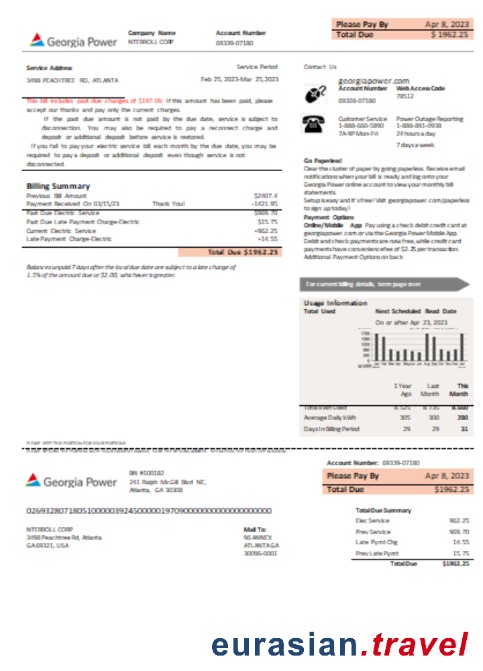 Georgia Power
Company Name
NTERROLL CORP
Account Number
09339-07180
Please Pay By Apr 8, 2023
Total Due $ 1962.25
Service Address
3498 PEACHTREE RD, ATLANTA
Service Period
Feb 25, 2023-Mar 25,2023
This bill includes past due changes of $197.09. If this amount has been paid, please
accept our thanks and pay only the current charges.
If the past due amount is not paid by the due date, service is subject to
disconnection. You may also be required to pay a reconnect charge and
deposit or additional deposit before service is restored.
If you fail to pay your electric service bill each month by the due date, you may be
required to pay a deposit or additional deposit even though service is not
disconnected.
Billing Summary
Previous Bill Amount $2407.4
Payment Received On 03/15/23 Thank You! -1421.95
Past Due Electric Service $969.70
Past Due Late Payment Charge-Electric $15.75
Current Electric Service +962.25
Late Payment Charge-Electric +14.55
Total Due $1962.25
Balances unpaid 7 days after the local due date are subject to a late change of
1.5% of the amount due or $2.00, whichever is greater.
Contact Us
georgiapower.com
Account Number Web Access Code
09328-07180 78512
Customer Service Power Outage Reporting
1-888-660-5890 1-888-891-0938
7A-9P Mon-Fri 24 hours a day
7 days a week
Go Paperless!
Clear the clutter of paper by going paperless. Receive email
notifications when your bill is ready and log onto your
Georgia Power online account to view your monthly bill
statements.
Setup is easy and it's free! Visit georgiapower.com/paperless
to sign up today!
Payment Options
Online/Mobile App Pay using a check debit credit card at
georgiapower.com or via the Georgia Power Mobile App.
Debit and check payments are now free, while credit card
payments have convenience fee of $2.25 per transaction.
Additional Payment Options on back
For current billing details, term page over
Usage Information
Total Used Next Scheduled Read Date
On or after Apr 23, 2023
1 Year Last This
Ago Month Month
Average Daily kWh 305 300 280
Days In Billing Period 29 29 31
Account Number: 09339-07180
Georgia Power
BIN #100182
241 Ralph McGill Blvd NE,
Atlanta, GA 30308
Please Pay By Apr 8, 2023
Total Due $1962.25
NTERROLL CORP
3498 Peachtree Rd, Atlanta
GA 69321, USA
Mail To:
96 ANNEX
ATLANTA GA
30096-0001
Total Due Summary
Elec Service 962.25
Prev Service 969.70
Late Pymt Chg 14.55
Prev Late Pymt 15.75
Total Due $1962.25
eurasian.travel